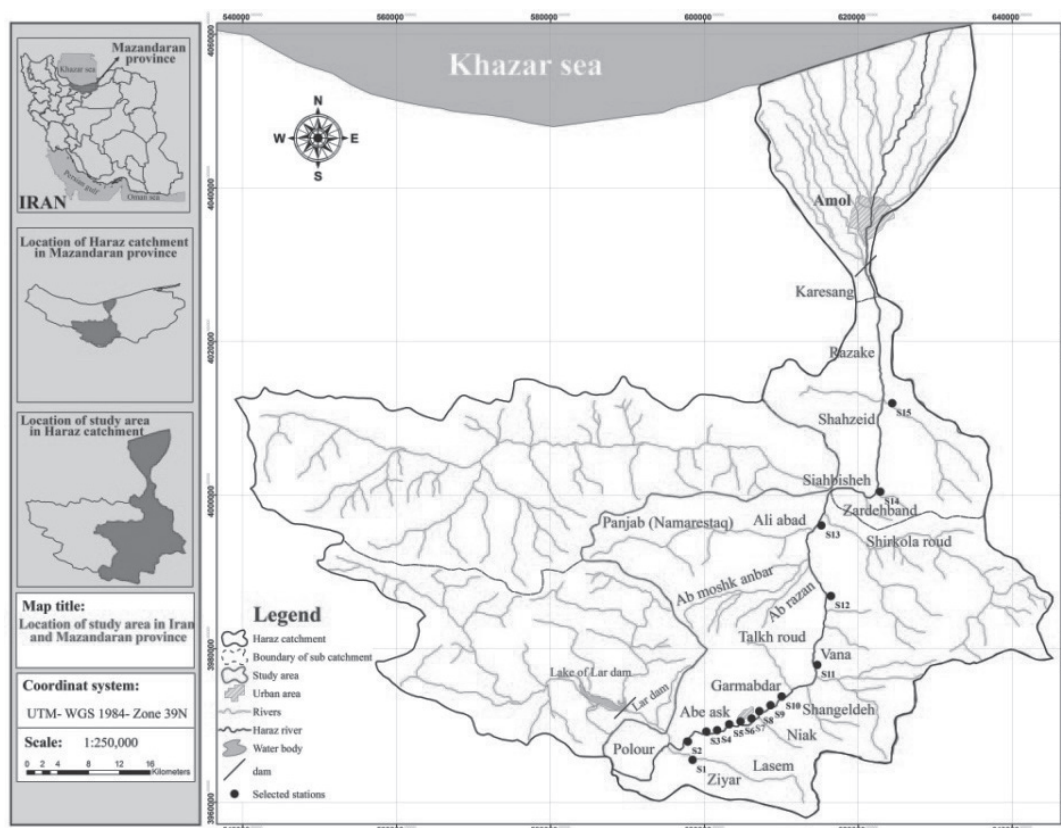 540000 560000 580000 600000 620000 640000
Mazandaran
province
Khazar sea
Persian gulf
Oman sea
IRAN
Location of Haraz catchment
in Mazandaran province
Location of study area
in Haraz catchment
Map title:
Location of study area in Iran
and Mazandaran province
Coordinat system:
UTM- WGS 1984- Zone 39N
Scale: 1:250,000
0 2 4 8 12 16
Kilometers
4060000
4040000
4020000
4000000
3980000
3960000
Khazar sea
N
W E
S
Amol
Karesang
Razake
S15
Shahzeid
Siahbisheh
S14
Zardehband
Panjab (Namarestaq)
Ali abad
S13
Shirkola roud
Ab moshk anbar
Ab razan
S12
Talkh roud
Vana
S11
Lake of Lar dam
Lar dam
Garmabdar
Shangeldeh
Abe ask
S10
S9
S8
S7
S6
S5
S4
S3
S2
Niak
Polour
S1
Lasem
Ziyar
Legend
Haraz catchment
Boundary of sub catchment
Study area
Urban area
Rivers
Haraz river
Water body
dam
Selected stations